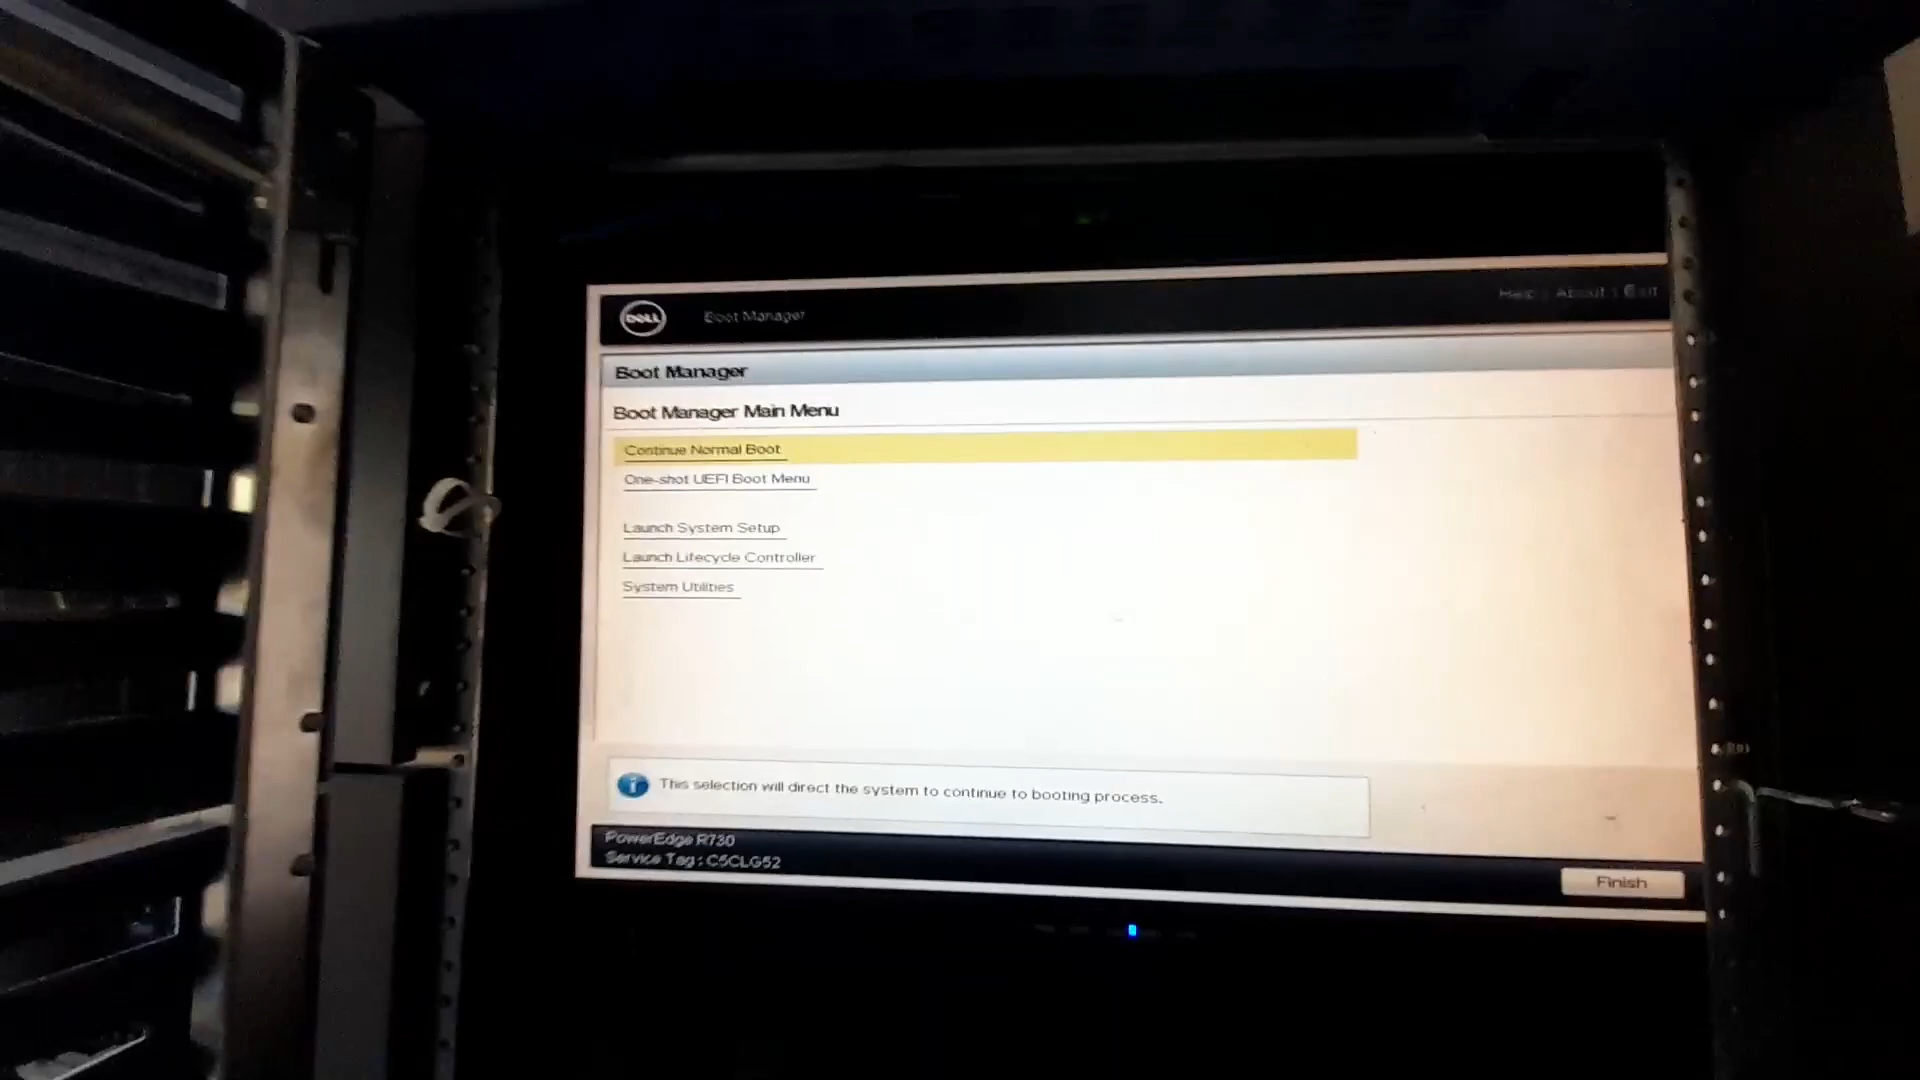 DELL Boot Manager
Help | About | Exit
Boot Manager
Boot Manager Main Menu
Continue Normal Boot
One-shot UEFI Boot Menu
Launch System Setup
Launch Lifecycle Controller
System Utilities
This selection will direct the system to continue to booting process.
PowerEdge R730
Service Tag : C5CLG52
Finish